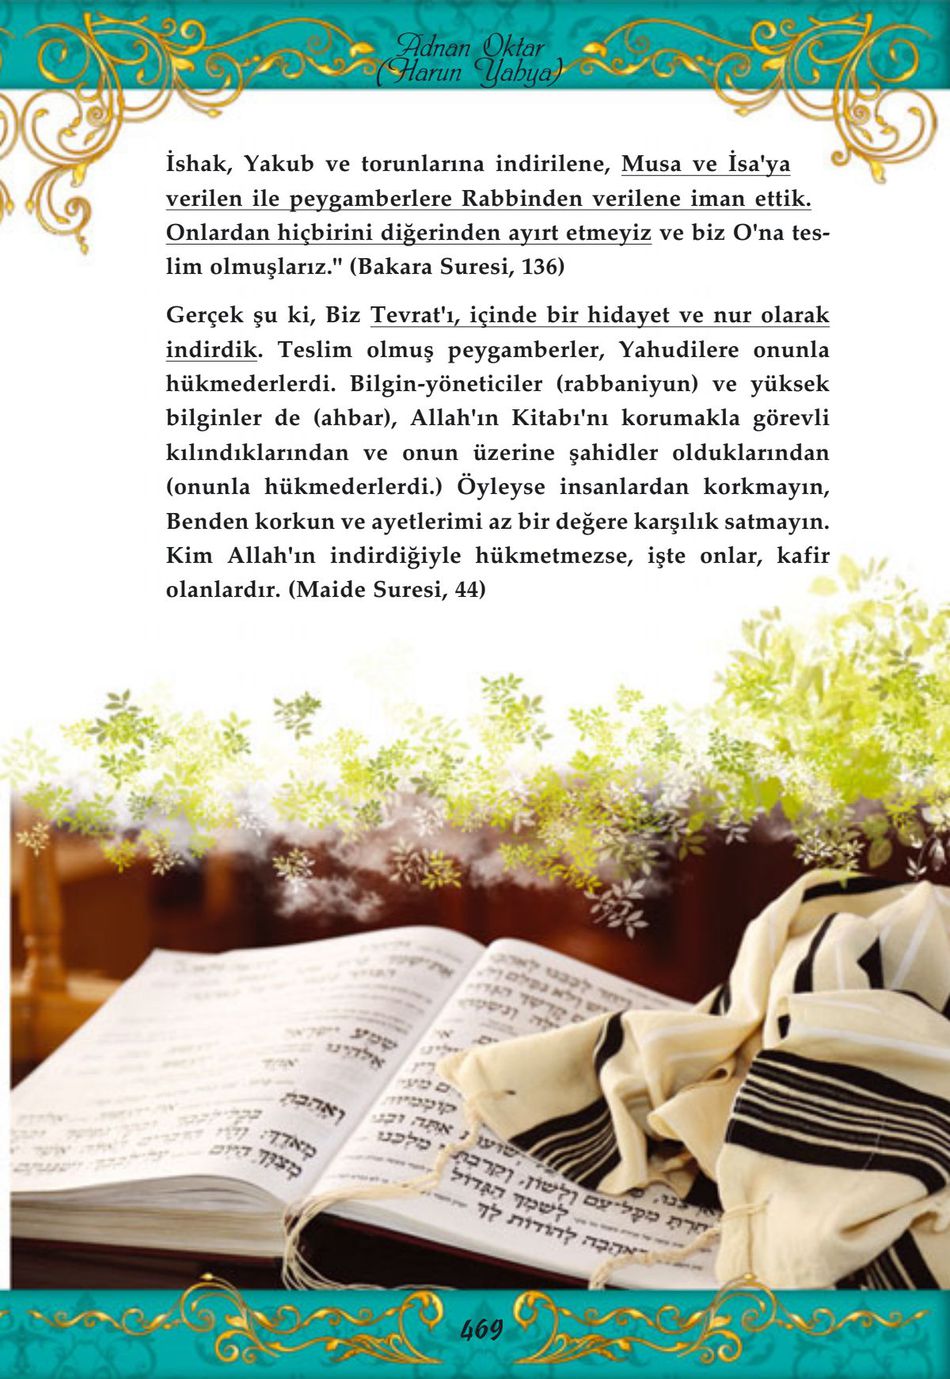 Adnan Oktar
(Harun Yahya)
İshak, Yakub ve torunlarına indirilene, Musa ve İsa'ya
verilen ile peygamberlere Rabbinden verilene iman ettik.
Onlardan hiçbirini diğerinden ayırt etmeyiz ve biz O'na tes-
lim olmuşlarız." (Bakara Suresi, 136)
Gerçek şu ki, Biz Tevrat'ı, içinde bir hidayet ve nur olarak
indirdik. Teslim olmuş peygamberler, Yahudilere onunla
hükmederlerdi. Bilgin-yöneticiler (rabbaniyun) ve yüksek
bilginler de (ahbar), Allah'ın Kitabı'nı korumakla görevli
kılındıklarından ve onun üzerine şahidler olduklarından
(onunla hükmederlerdi.) Öyleyse insanlardan korkmayın,
Benden korkun ve ayetlerimi az bir değere karşılık satmayın.
Kim Allah'ın indirdiğiyle hükmetmezse, işte onlar, kafir
olanlardır. (Maide Suresi, 44)
שְׁמַע יִשְׂרָאֵל
אֱלֹהֵינוּ אֶחָד
וְאָהַבְתָּ
מְאֹדֶךָ: וְהָיוּ
מְצַוְּךָ הַיּוֹם
מִכָּל־עַם וְלָשׁוֹן, וְקֵרַבְתָּ
לְשִׁמְךָ הַגָּדוֹל
בְּאַהֲבָה לְהוֹדוֹת לְךָ
469